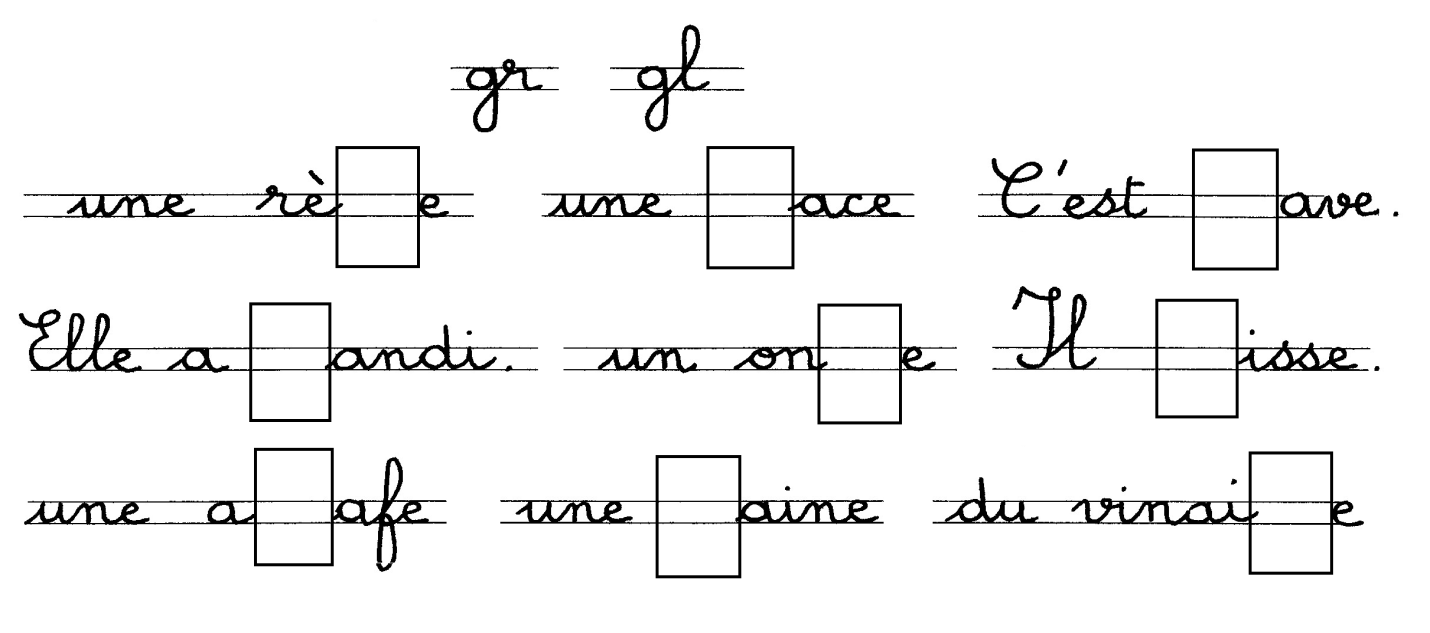 gr gl
une rè e une ace C'est ave.
Elle a andi. un on e Il isse.
une a afe une aine du vinai e